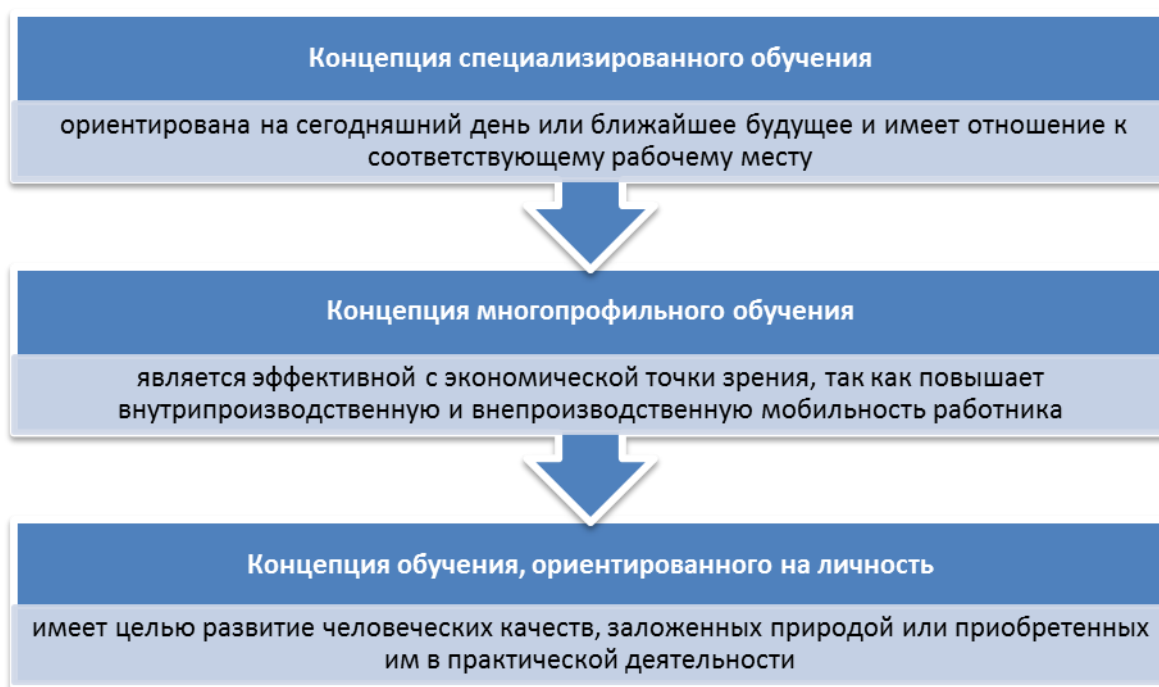 Концепция специализированного обучения
ориентирована на сегодняшний день или ближайшее будущее и имеет отношение к
соответствующему рабочему месту
Концепция многопрофильного обучения
является эффективной с экономической точки зрения, так как повышает
внутрипроизводственную и внепроизводственную мобильность работника
Концепция обучения, ориентированного на личность
имеет целью развитие человеческих качеств, заложенных природой или приобретенных
им в практической деятельности